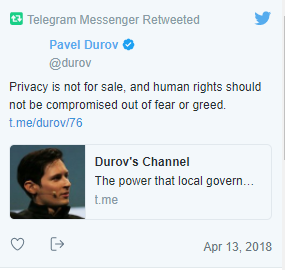 Telegram Messenger Retweeted
Pavel Durov
@durov
Privacy is not for sale, and human rights should
not be compromised out of fear or greed.
t.me/durov/76
Durov's Channel
The power that local govern…
t.me
Apr 13, 2018